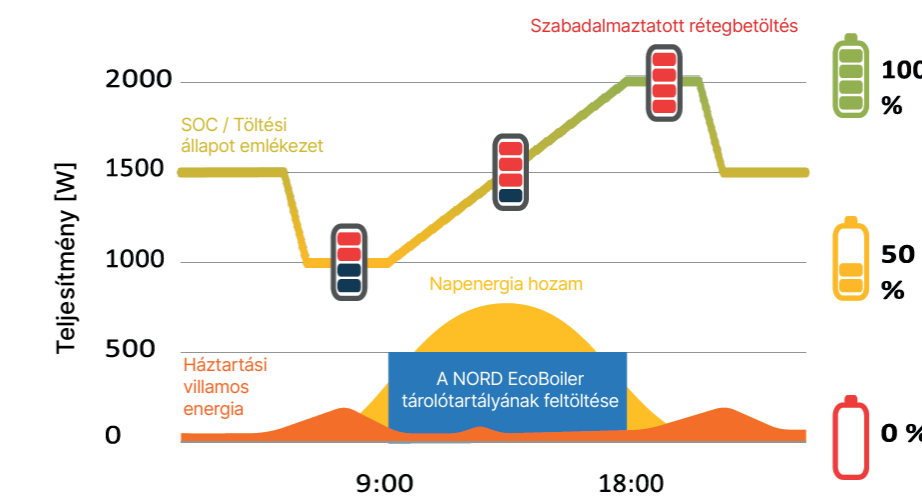 Szabadalmaztatott rétegbetöltés
Teljesítmény [W]
2000
1500
1000
500
0
SOC / Töltési
állapot emlékezet
Napenergia hozam
Háztartási
villamos
energia
A NORD EcoBoiler
tárolótartályának feltöltése
9:00
18:00
100
%
50
%
0 %